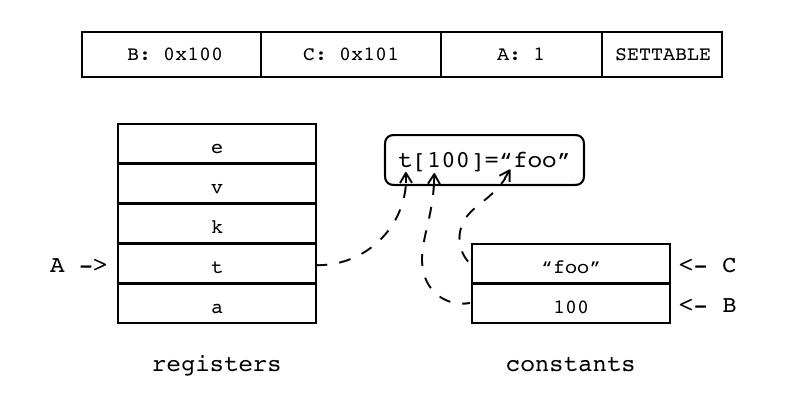 B: 0x100 C: 0x101 A: 1 SETTABLE
e
t[100]=“foo”
v
k
A -> t “foo” <- C
a 100 <- B
registers constants